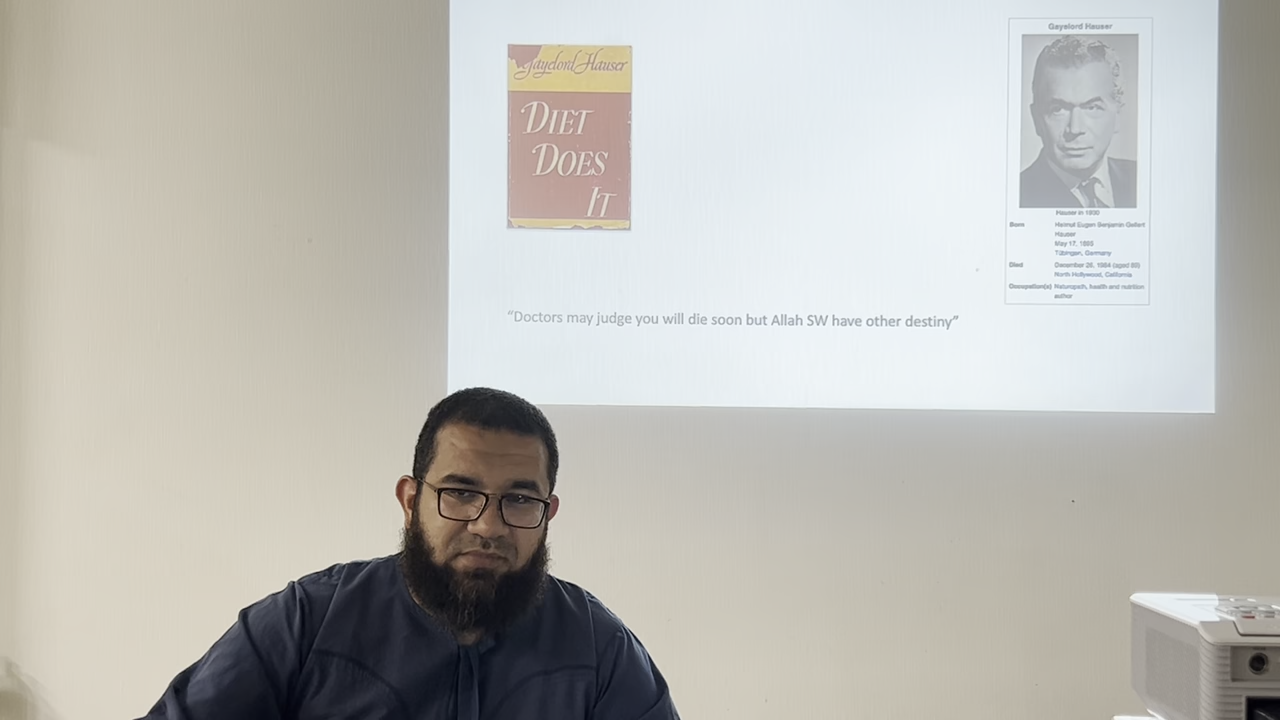 Gayelord Hauser
DIET
DOES
IT
"Doctors may judge you will die soon but Allah SW have other destiny"
Gayelord Hauser
Hauser in 1930
Born Helmut Eugen Benjamin Gellert
Hauser
May 17, 1895
Tübingen, Germany
Died December 26, 1984 (aged 89)
North Hollywood, California
Occupation(s) Naturopath, health and nutrition
author